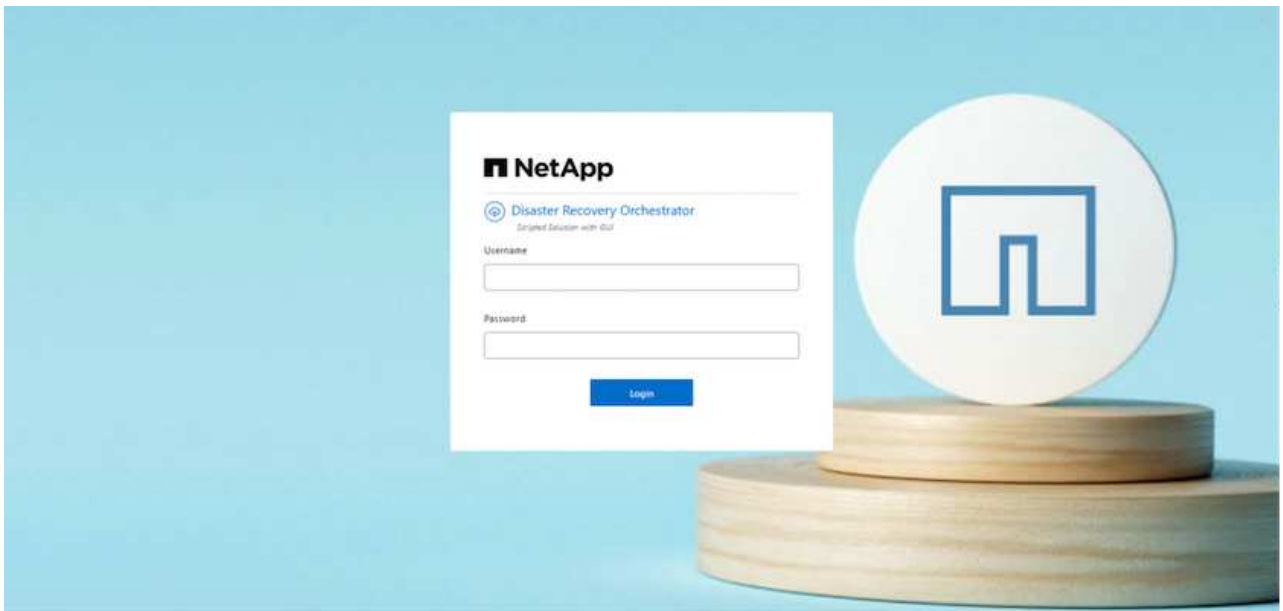 NetApp
Disaster Recovery Orchestrator
Scripted Solution with GUI
Username
Password
Login